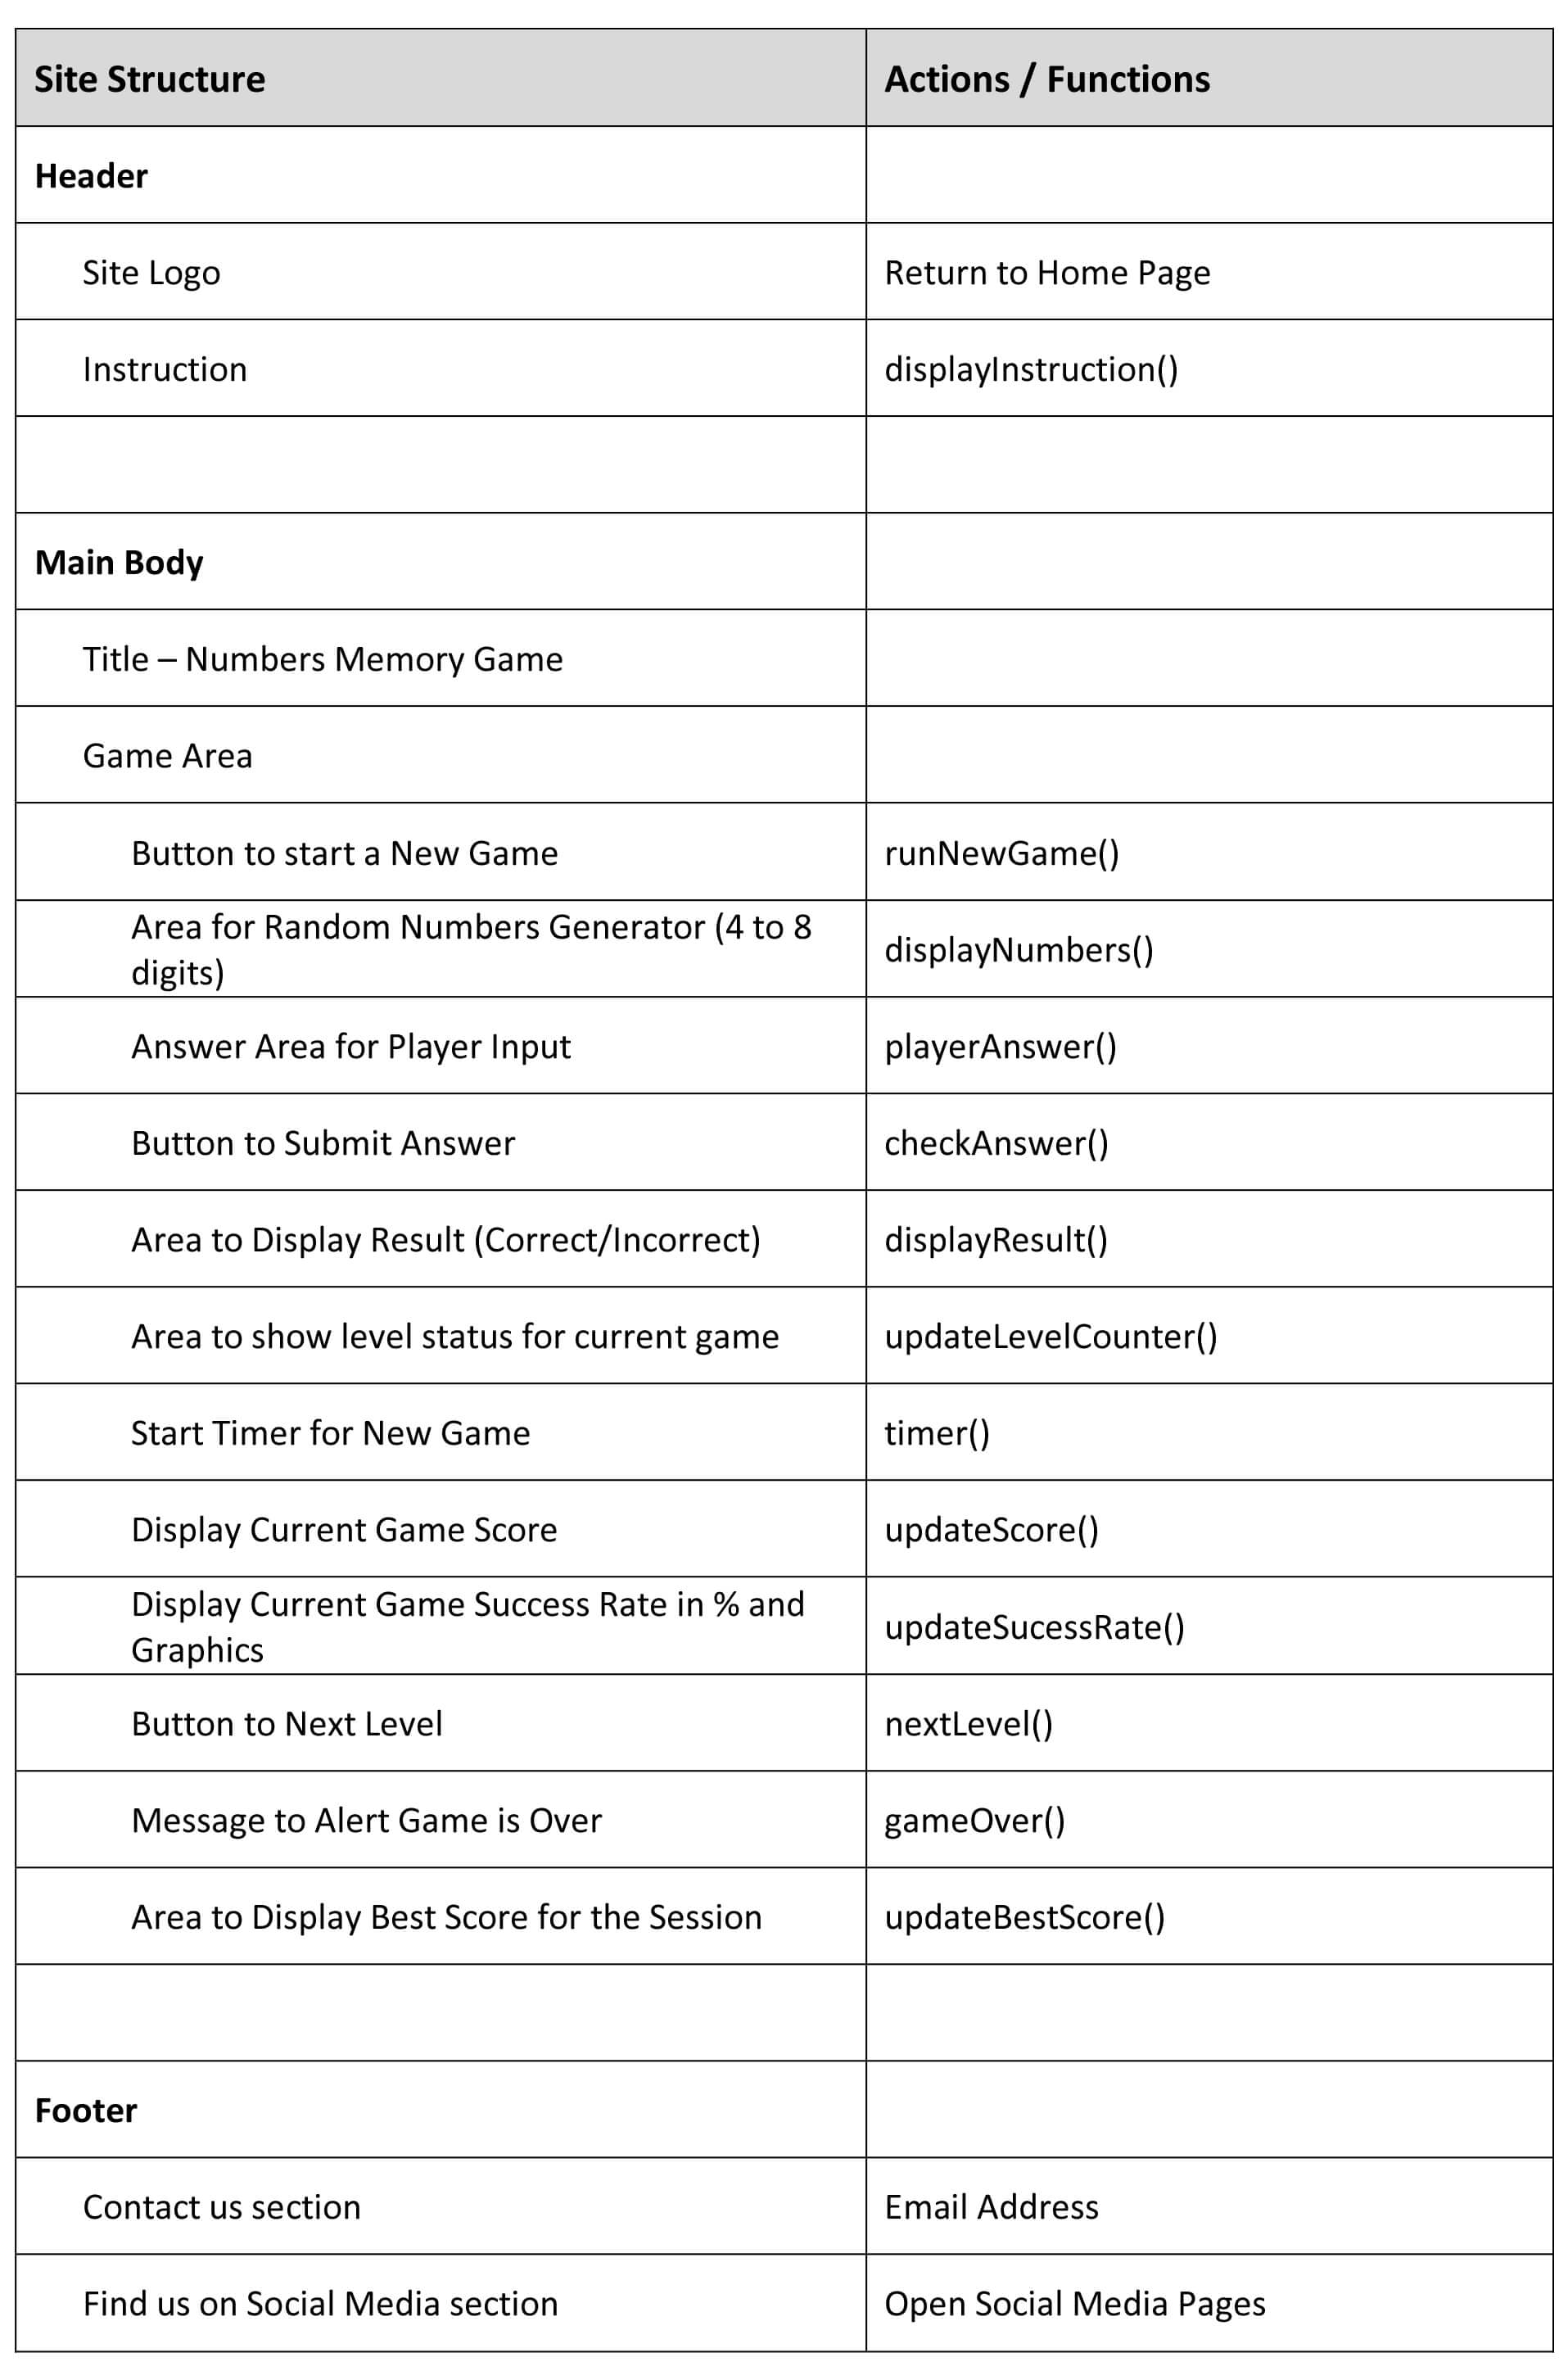 Site Structure Actions / Functions
Header
Site Logo Return to Home Page
Instruction displayInstruction()
Main Body
Title – Numbers Memory Game
Game Area
Button to start a New Game runNewGame()
Area for Random Numbers Generator (4 to 8
digits) displayNumbers()
Answer Area for Player Input playerAnswer()
Button to Submit Answer checkAnswer()
Area to Display Result (Correct/Incorrect) displayResult()
Area to show level status for current game updateLevelCounter()
Start Timer for New Game timer()
Display Current Game Score updateScore()
Display Current Game Success Rate in % and
Graphics updateSucessRate()
Button to Next Level nextLevel()
Message to Alert Game is Over gameOver()
Area to Display Best Score for the Session updateBestScore()
Footer
Contact us section Email Address
Find us on Social Media section Open Social Media Pages